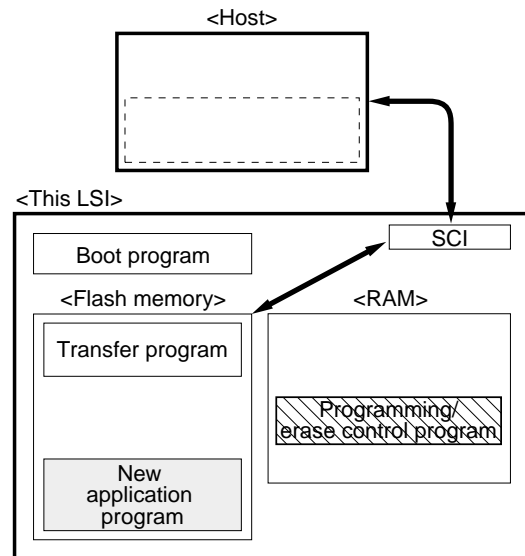 <Host>
<This LSI>
SCI
Boot program
<Flash memory>
<RAM>
Transfer program
Programming/
erase control program
New
application
program